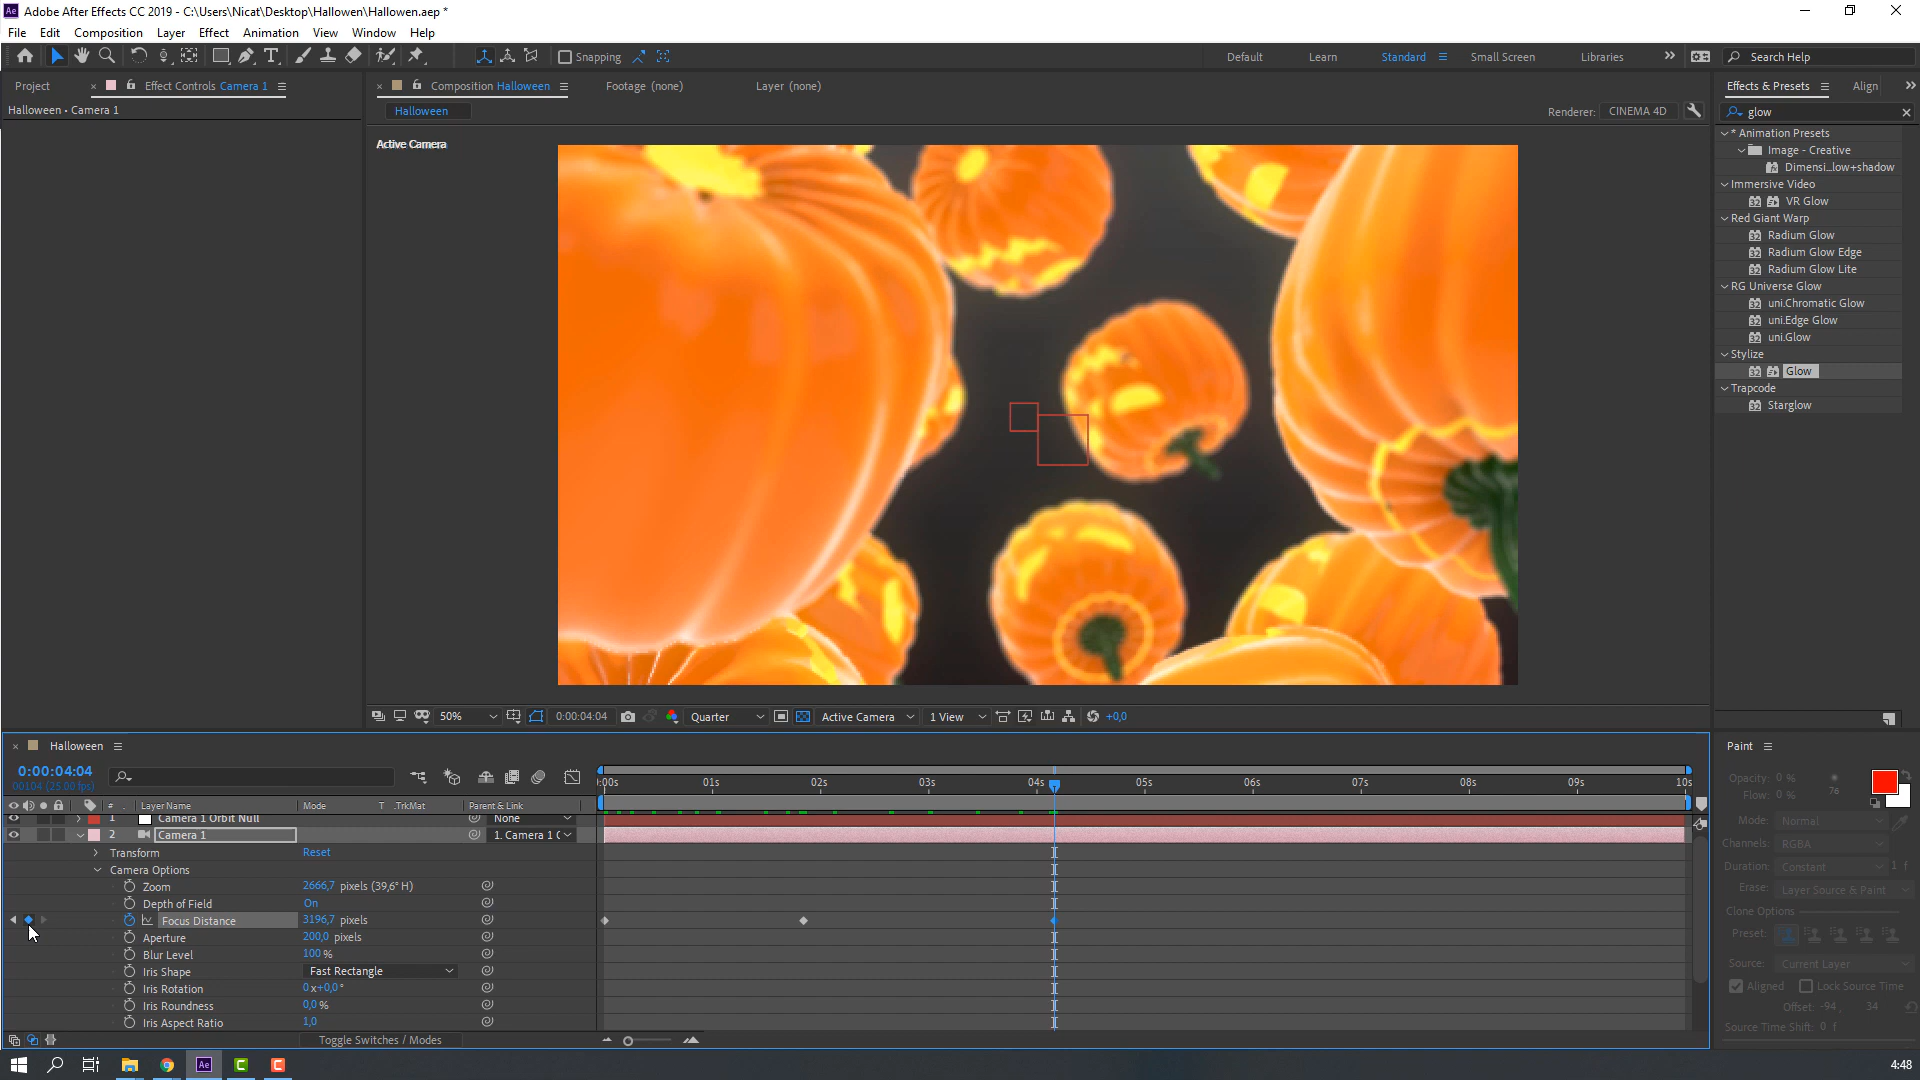 Adobe After Effects CC 2019 - C:\Users\Nicat\Desktop\Hallowen\Hallowen.aep *
File Edit Composition Layer Effect Animation View Window Help
Snapping
Default Learn Standard Small Screen Libraries
Search Help
Project Effect Controls Camera 1
Halloween • Camera 1
Composition Halloween Footage (none) Layer (none)
Halloween
Renderer: CINEMA 4D
Active Camera
Effects & Presets Align
glow
* Animation Presets
Image - Creative
Dimensi_low+shadow
Immersive Video
VR Glow
Red Giant Warp
Radium Glow
Radium Glow Edge
Radium Glow Lite
RG Universe Glow
uni.Chromatic Glow
uni.Edge Glow
uni.Glow
Stylize
Glow
Trapcode
Starglow
50% 0:00:04:04 Quarter Active Camera 1 View +0,0
Halloween
0:00:04:04
00104 (25.00 fps)
:00s 01s 02s 03s 04s 05s 06s 07s 08s 09s 10s
# Layer Name Mode T .TrkMat Parent & Link
1 Camera 1 Orbit Null None
2 Camera 1 1. Camera 1 C
Transform Reset
Camera Options
Zoom 2666,7 pixels (39,6° H)
Depth of Field On
Focus Distance 3196,7 pixels
Aperture 200,0 pixels
Blur Level 100 %
Iris Shape Fast Rectangle
Iris Rotation 0x+0,0°
Iris Roundness 0,0 %
Iris Aspect Ratio 1,0
Toggle Switches / Modes
Paint
Opacity: 0 %
Flow: 0 %
76
Mode: Normal
Channels: RGBA
Duration: Constant 1 f
Erase: Layer Source & Paint
Clone Options
Preset:
Source: Current Layer
Aligned Lock Source Time
Offset: -94, 34
Source Time Shift: 0 f
4:48